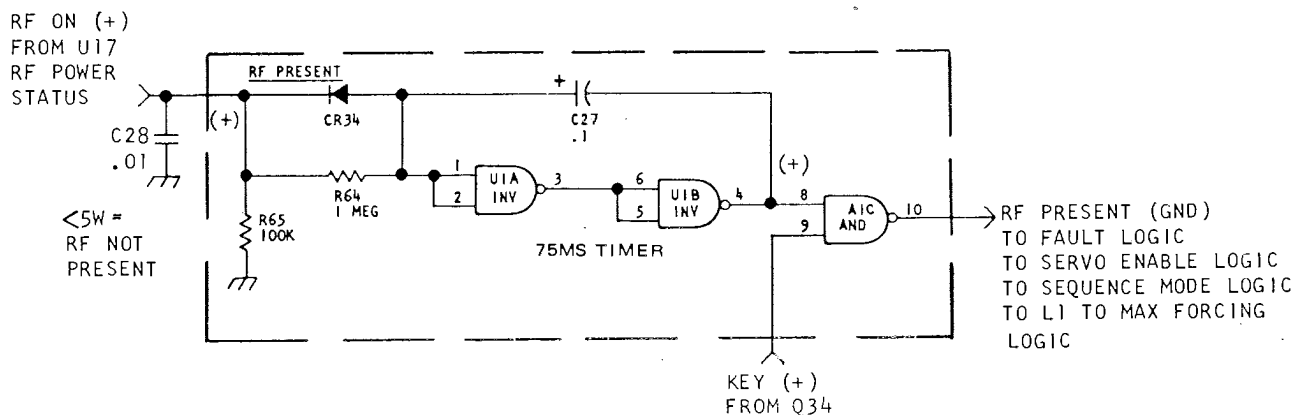 RF ON (+)
FROM U17
RF POWER
STATUS
C28
.01
(+)
RF PRESENT
CR34
R64
1 MEG
R65
100K
<5W =
RF NOT
PRESENT
+
C27
.1
1
2
U1A
INV
3
6
5
U1B
INV
4
(+)
75MS TIMER
8
9
A1C
AND
10
RF PRESENT (GND)
TO FAULT LOGIC
TO SERVO ENABLE LOGIC
TO SEQUENCE MODE LOGIC
TO L1 TO MAX FORCING
LOGIC
KEY (+)
FROM Q34